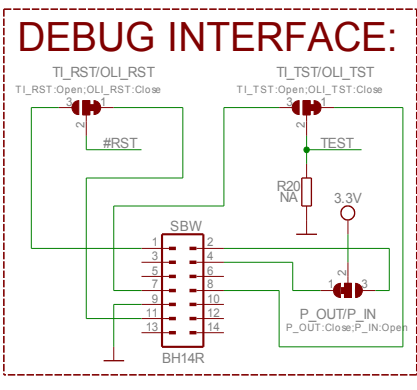 DEBUG INTERFACE:
TI_RST/OLI_RST
TI_RST:Open;OLI_RST:Close
3 1
2
#RST
TI_TST/OLI_TST
TI_TST:Open;OLI_TST:Close
3 1
2
TEST
R20
NA
3.3V
SBW
1 2
3 4
5 6
7 8
9 10
11 12
13 14
BH14R
2
1 3
P_OUT/P_IN
P_OUT:Close;P_IN:Open